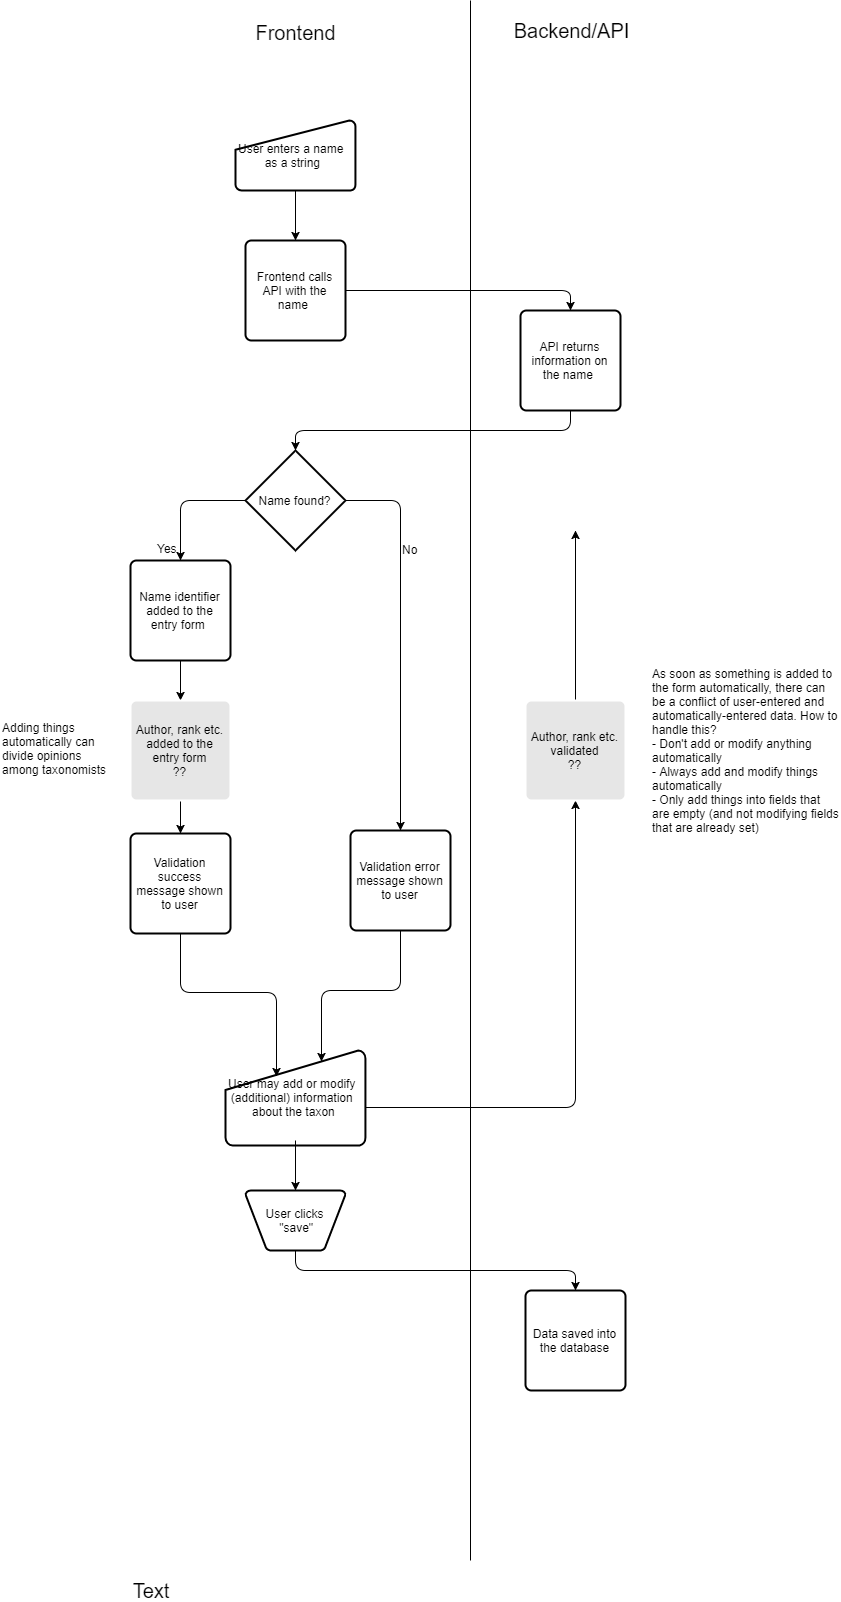 Frontend
Backend/API
User enters a name
as a string
Frontend calls
API with the
name
API returns
information on
the name
Name found?
Yes
No
Name identifier
added to the
entry form
Adding things
automatically can
divide opinions
among taxonomists
Author, rank etc.
added to the
entry form
??
Author, rank etc.
validated
??
As soon as something is added to
the form automatically, there can
be a conflict of user-entered and
automatically-entered data. How to
handle this?
- Don't add or modify anything
automatically
- Always add and modify things
automatically
- Only add things into fields that
are empty (and not modifying fields
that are already set)
Validation
success
message shown
to user
Validation error
message shown
to user
User may add or modify
(additional) information
about the taxon
User clicks
"save"
Data saved into
the database
Text